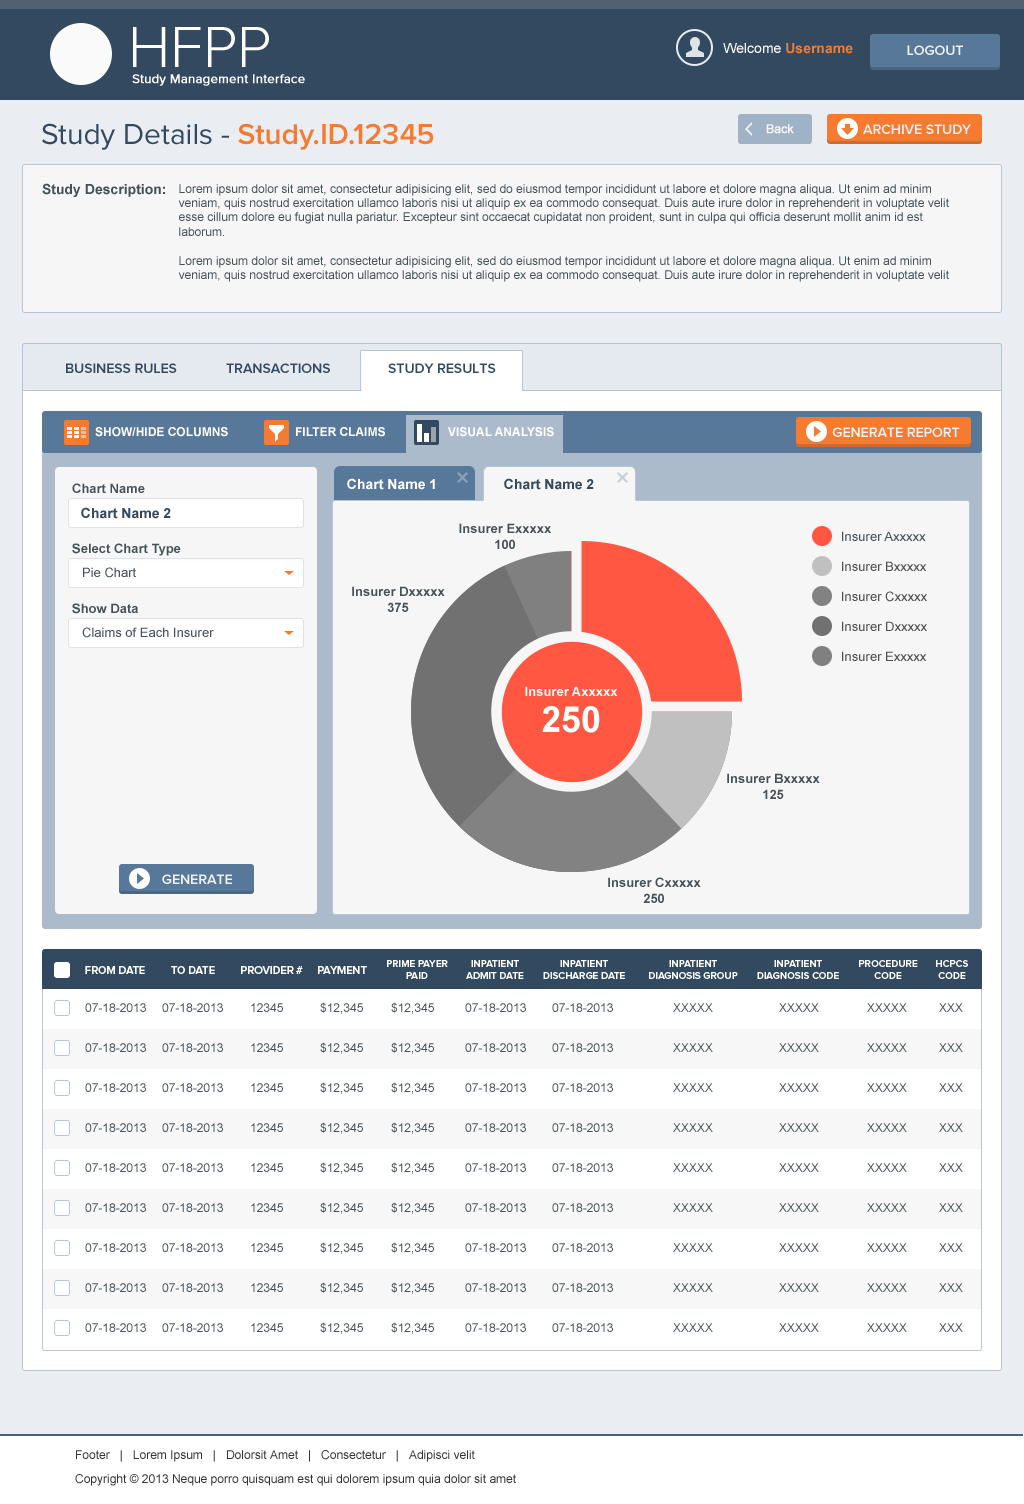 HFPP
Study Management Interface
Welcome Username
LOGOUT
Study Details - Study.ID.12345
Back
ARCHIVE STUDY
Study Description:
Lorem ipsum dolor sit amet, consectetur adipisicing elit, sed do eiusmod tempor incididunt ut labore et dolore magna aliqua. Ut enim ad minim
veniam, quis nostrud exercitation ullamco laboris nisi ut aliquip ex ea commodo consequat. Duis aute irure dolor in reprehenderit in voluptate velit
esse cillum dolore eu fugiat nulla pariatur. Excepteur sint occaecat cupidatat non proident, sunt in culpa qui officia deserunt mollit anim id est
laborum.
Lorem ipsum dolor sit amet, consectetur adipisicing elit, sed do eiusmod tempor incididunt ut labore et dolore magna aliqua. Ut enim ad minim
veniam, quis nostrud exercitation ullamco laboris nisi ut aliquip ex ea commodo consequat. Duis aute irure dolor in reprehenderit in voluptate velit
BUSINESS RULES
TRANSACTIONS
STUDY RESULTS
SHOW/HIDE COLUMNS
FILTER CLAIMS
VISUAL ANALYSIS
GENERATE REPORT
Chart Name
Chart Name 2
Select Chart Type
Pie Chart
Show Data
Claims of Each Insurer
GENERATE
Chart Name 1
Chart Name 2
Insurer Exxxxx
100
Insurer Dxxxxx
375
Insurer Axxxxx
250
Insurer Bxxxxx
125
Insurer Cxxxxx
250
Insurer Axxxxx
Insurer Bxxxxx
Insurer Cxxxxx
Insurer Dxxxxx
Insurer Exxxxx
FROM DATE TO DATE PROVIDER # PAYMENT PRIME PAYER PAID INPATIENT ADMIT DATE INPATIENT DISCHARGE DATE INPATIENT DIAGNOSIS GROUP INPATIENT DIAGNOSIS CODE PROCEDURE CODE HCPCS CODE
07-18-2013 07-18-2013 12345 $12,345 $12,345 07-18-2013 07-18-2013 XXXXX XXXXX XXXXX XXX
07-18-2013 07-18-2013 12345 $12,345 $12,345 07-18-2013 07-18-2013 XXXXX XXXXX XXXXX XXX
07-18-2013 07-18-2013 12345 $12,345 $12,345 07-18-2013 07-18-2013 XXXXX XXXXX XXXXX XXX
07-18-2013 07-18-2013 12345 $12,345 $12,345 07-18-2013 07-18-2013 XXXXX XXXXX XXXXX XXX
07-18-2013 07-18-2013 12345 $12,345 $12,345 07-18-2013 07-18-2013 XXXXX XXXXX XXXXX XXX
07-18-2013 07-18-2013 12345 $12,345 $12,345 07-18-2013 07-18-2013 XXXXX XXXXX XXXXX XXX
07-18-2013 07-18-2013 12345 $12,345 $12,345 07-18-2013 07-18-2013 XXXXX XXXXX XXXXX XXX
07-18-2013 07-18-2013 12345 $12,345 $12,345 07-18-2013 07-18-2013 XXXXX XXXXX XXXXX XXX
07-18-2013 07-18-2013 12345 $12,345 $12,345 07-18-2013 07-18-2013 XXXXX XXXXX XXXXX XXX
Footer | Lorem Ipsum | Dolorsit Amet | Consectetur | Adipisci velit
Copyright © 2013 Neque porro quisquam est qui dolorem ipsum quia dolor sit amet